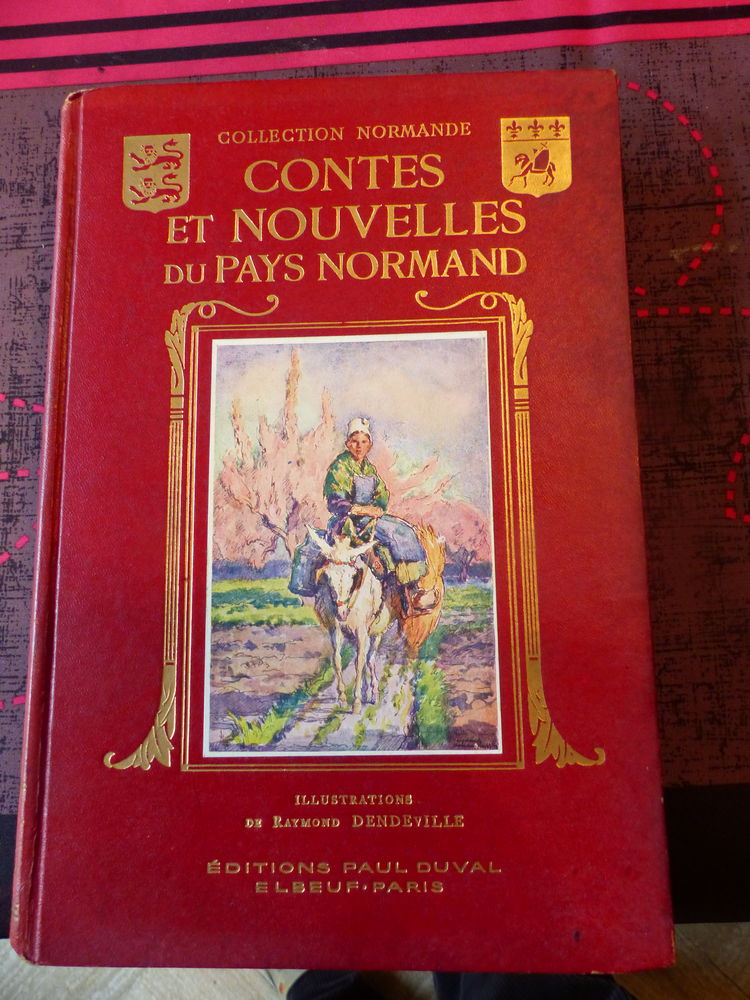 COLLECTION NORMANDE
CONTES
ET NOUVELLES
DU PAYS NORMAND
ILLUSTRATIONS
DE RAYMOND DENDEVILLE
ÉDITIONS PAUL DUVAL
ELBEUF·PARIS